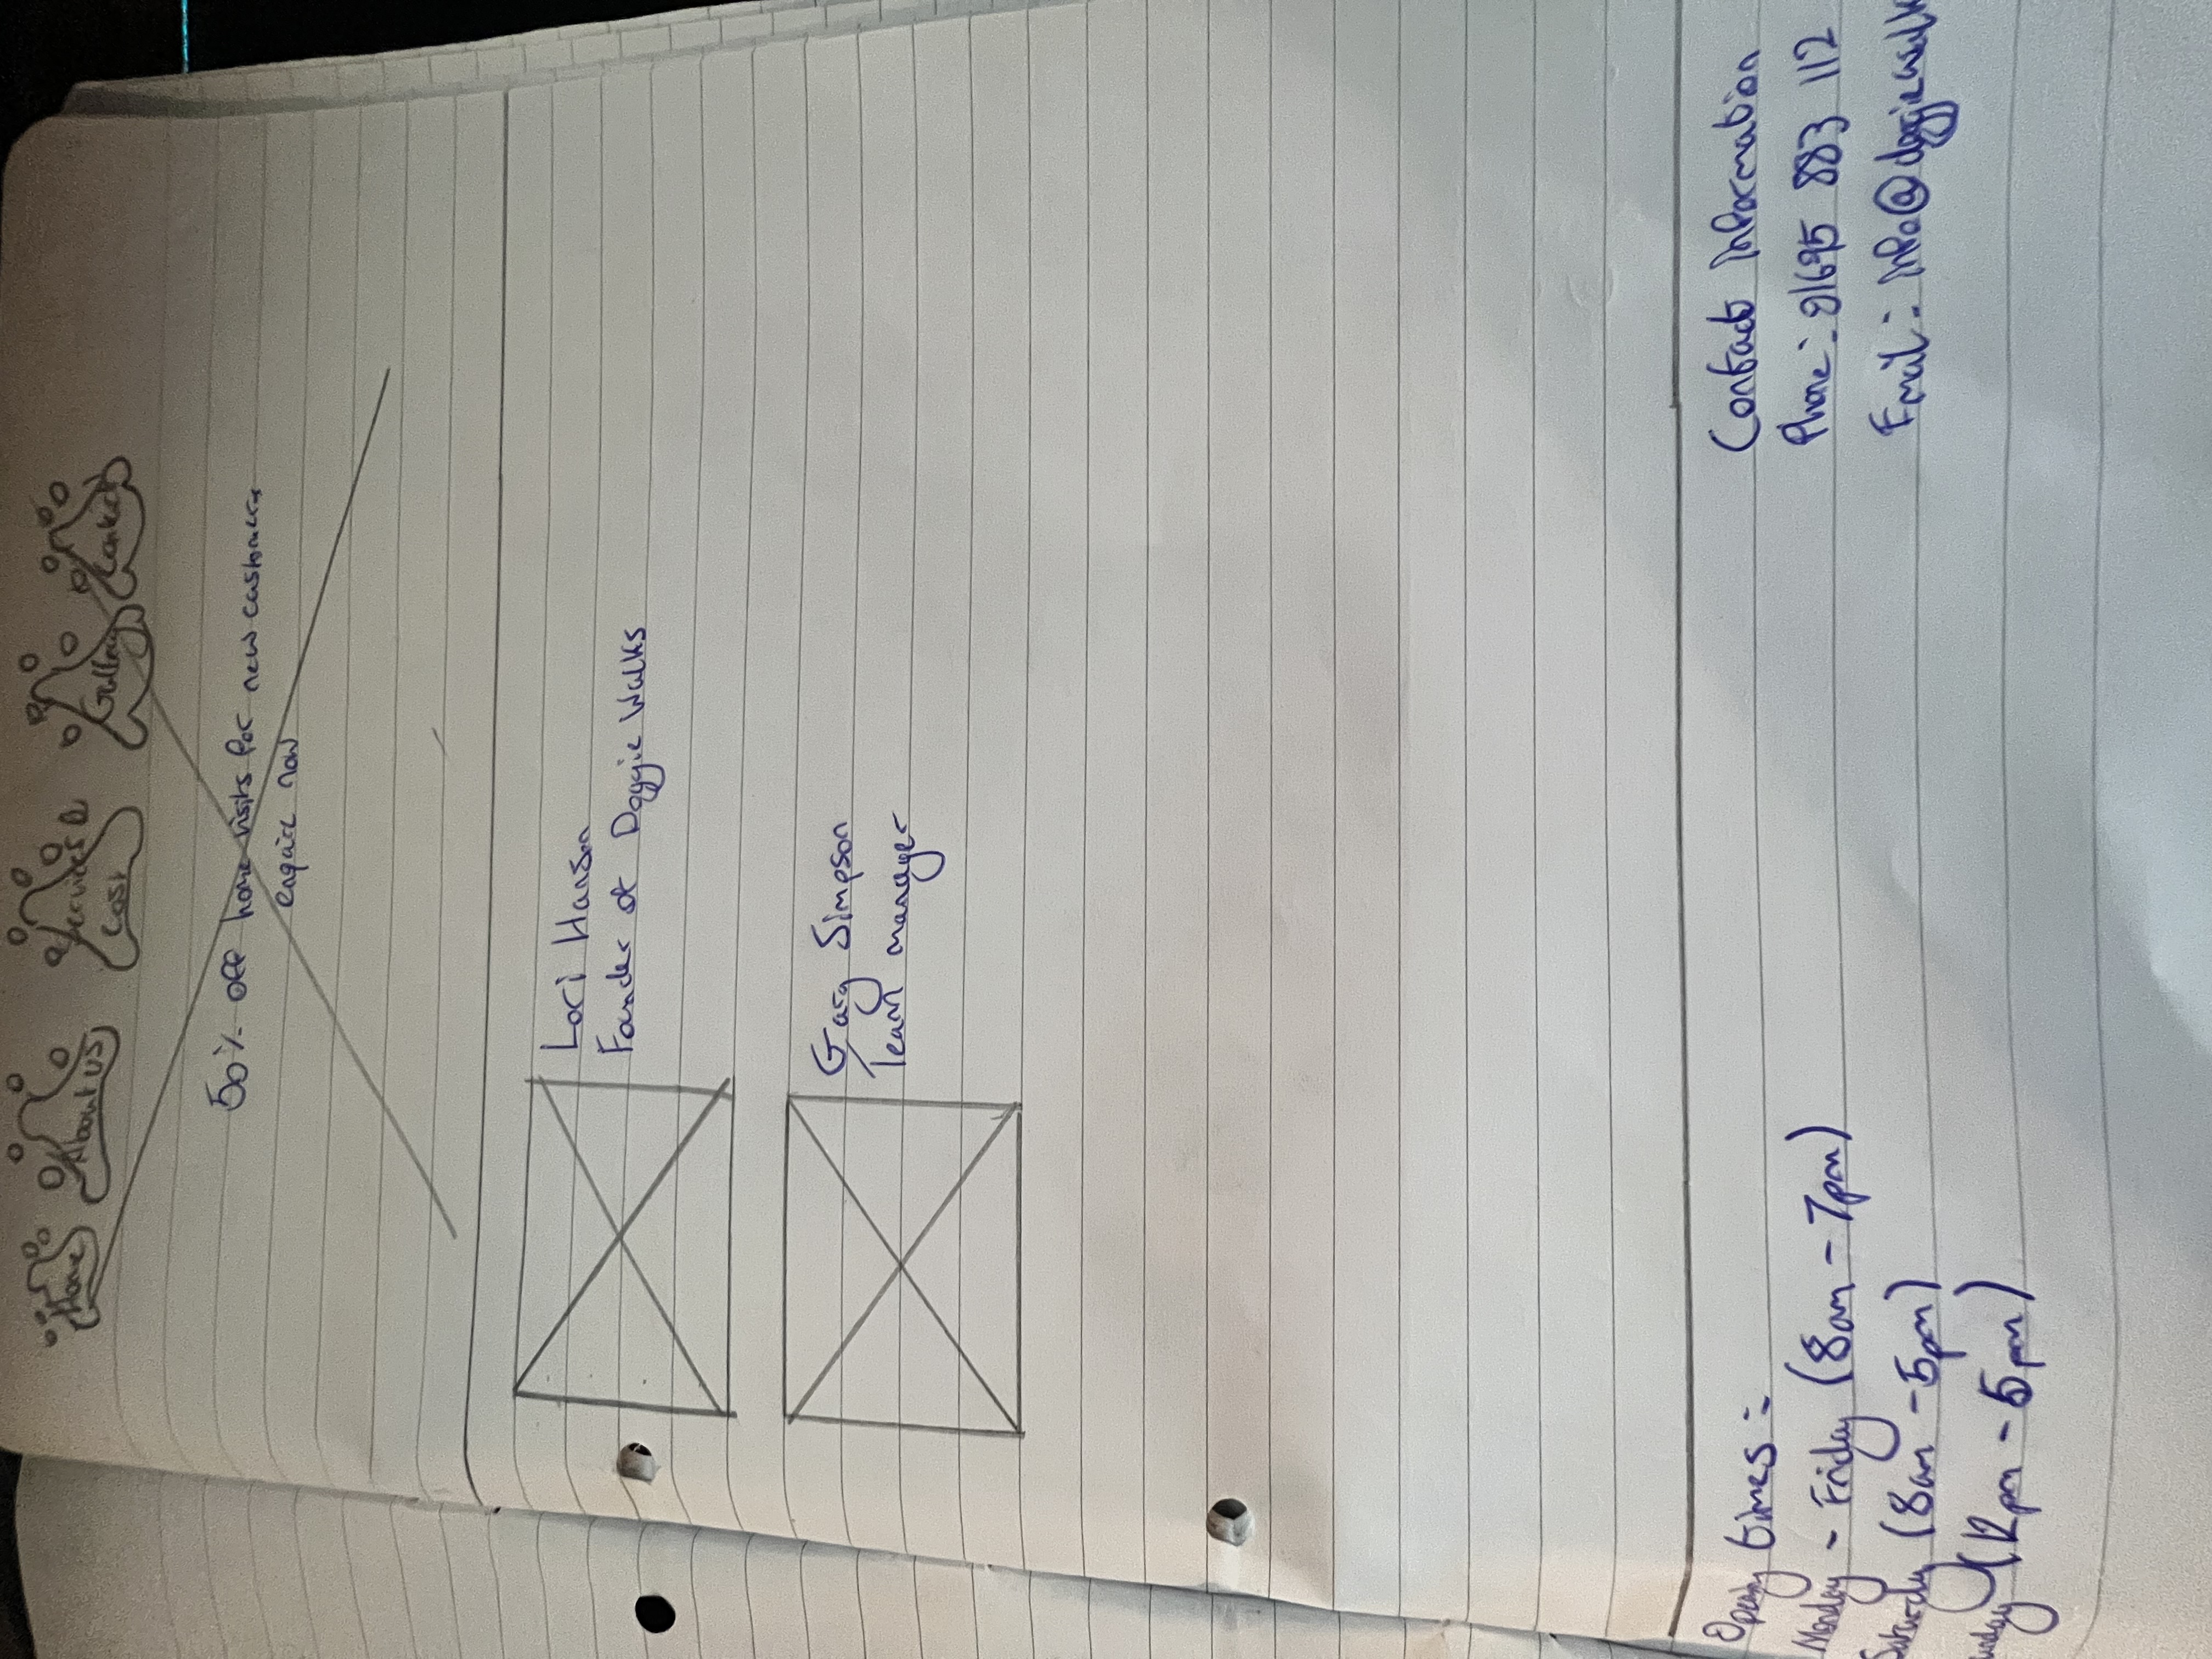 Home
About us
Services &
Cost
Gallery
Contact
50% off home visits for new customers
enquire now
Lori Hanson
Founder of Doggie Walks
Gary Simpson
Team manager
Opening times:
Monday - Friday (8am - 7pm)
Saturday (8am - 5pm)
unday (12pm - 5pm)
Contact information
Phone: 01695 883 112
Email: info@doggiewalk